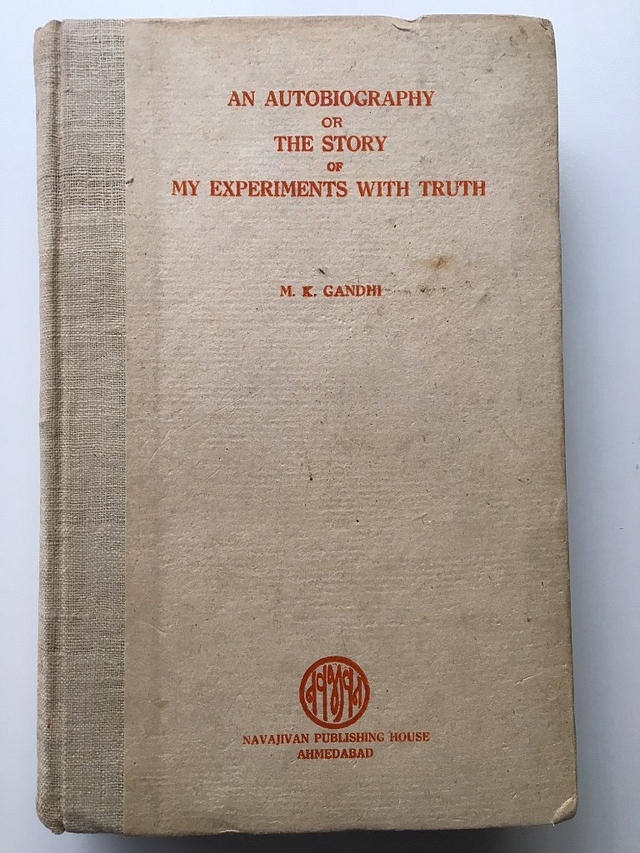 AN AUTOBIOGRAPHY
OR
THE STORY
OF
MY EXPERIMENTS WITH TRUTH
M. K. GANDHI
NAVAJIVAN PUBLISHING HOUSE
AHMEDABAD